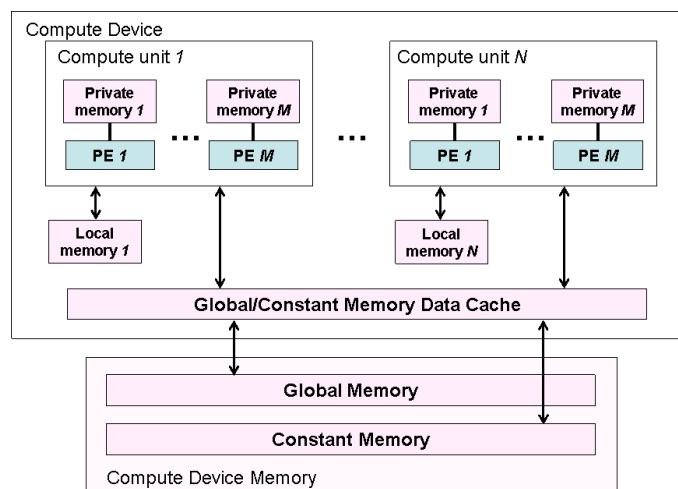 Compute Device
Compute unit 1
Compute unit N
Private
memory 1
Private
memory M
Private
memory 1
Private
memory M
...
...
...
PE 1
PE M
PE 1
PE M
Local
memory 1
Local
memory N
Global/Constant Memory Data Cache
Global Memory
Constant Memory
Compute Device Memory